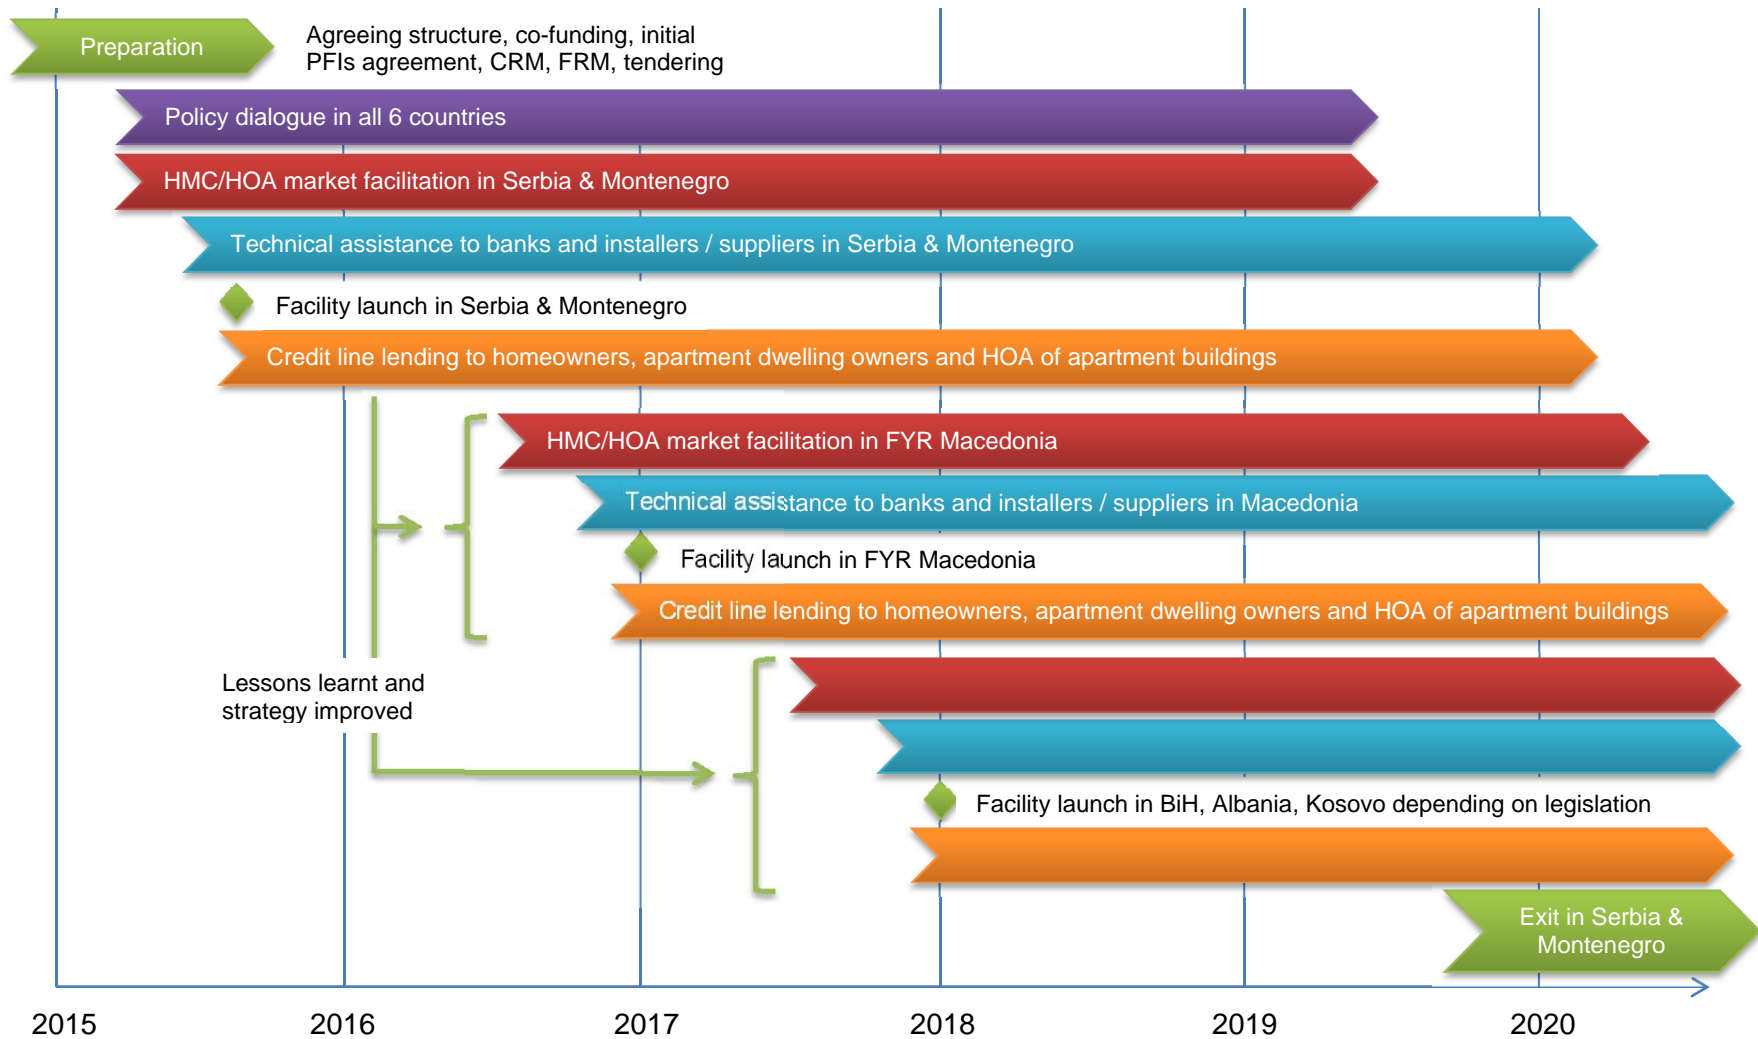 Preparation
Agreeing structure, co-funding, initial
PFIs agreement, CRM, FRM, tendering
Policy dialogue in all 6 countries
HMC/HOA market facilitation in Serbia & Montenegro
Technical assistance to banks and installers / suppliers in Serbia & Montenegro
Facility launch in Serbia & Montenegro
Credit line lending to homeowners, apartment dwelling owners and HOA of apartment buildings
HMC/HOA market facilitation in FYR Macedonia
Technical assistance to banks and installers / suppliers in Macedonia
Facility launch in FYR Macedonia
Credit line lending to homeowners, apartment dwelling owners and HOA of apartment buildings
Lessons learnt and
strategy improved
Facility launch in BiH, Albania, Kosovo depending on legislation
Exit in Serbia &
Montenegro
2015 2016 2017 2018 2019 2020